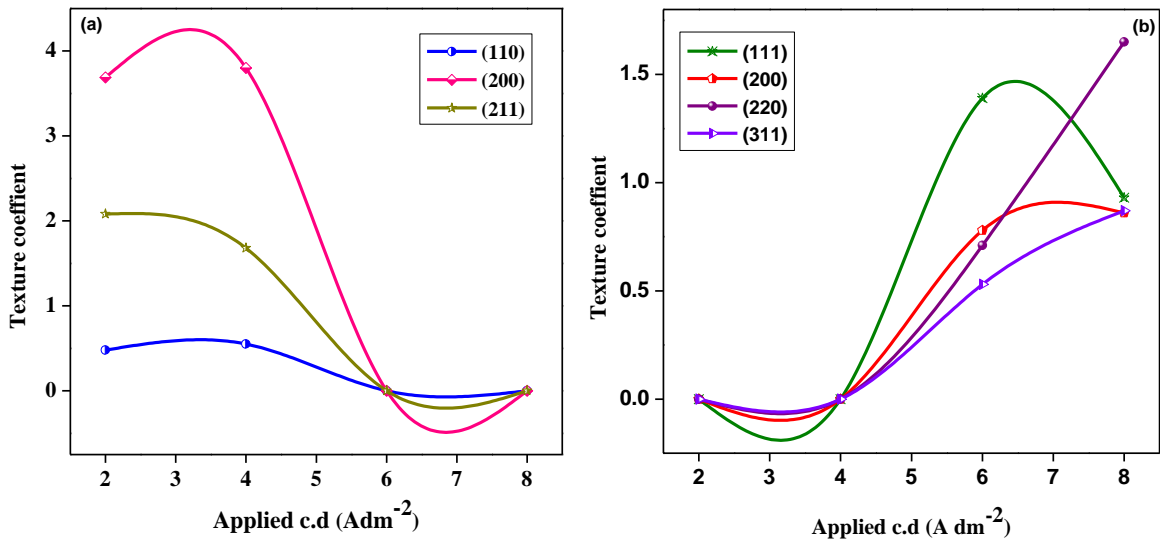 (a)
(110)
(200)
(211)
4
3
2
1
0
Texture coeffient
2 3 4 5 6 7 8
Applied c.d (Adm-2)
(b)
(111)
(200)
(220)
(311)
1.5
1.0
0.5
0.0
Texture coeffient
2 3 4 5 6 7 8
Applied c.d (A dm-2)